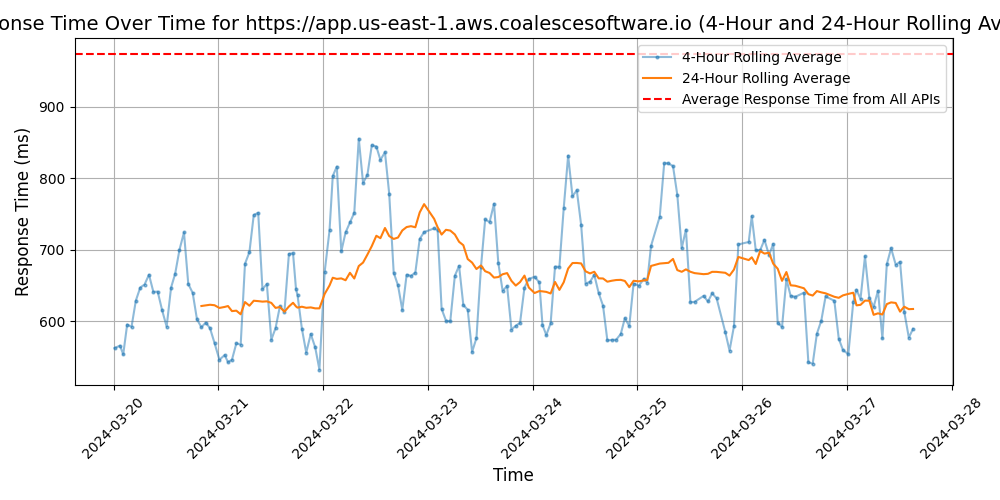 onse Time Over Time for https://app.us-east-1.aws.coalescesoftware.io (4-Hour and 24-Hour Rolling Av
4-Hour Rolling Average
24-Hour Rolling Average
Average Response Time from All APIs
Response Time (ms)
900
800
700
600
2024-03-20
2024-03-21
2024-03-22
2024-03-23
2024-03-24
2024-03-25
2024-03-26
2024-03-27
2024-03-28
Time